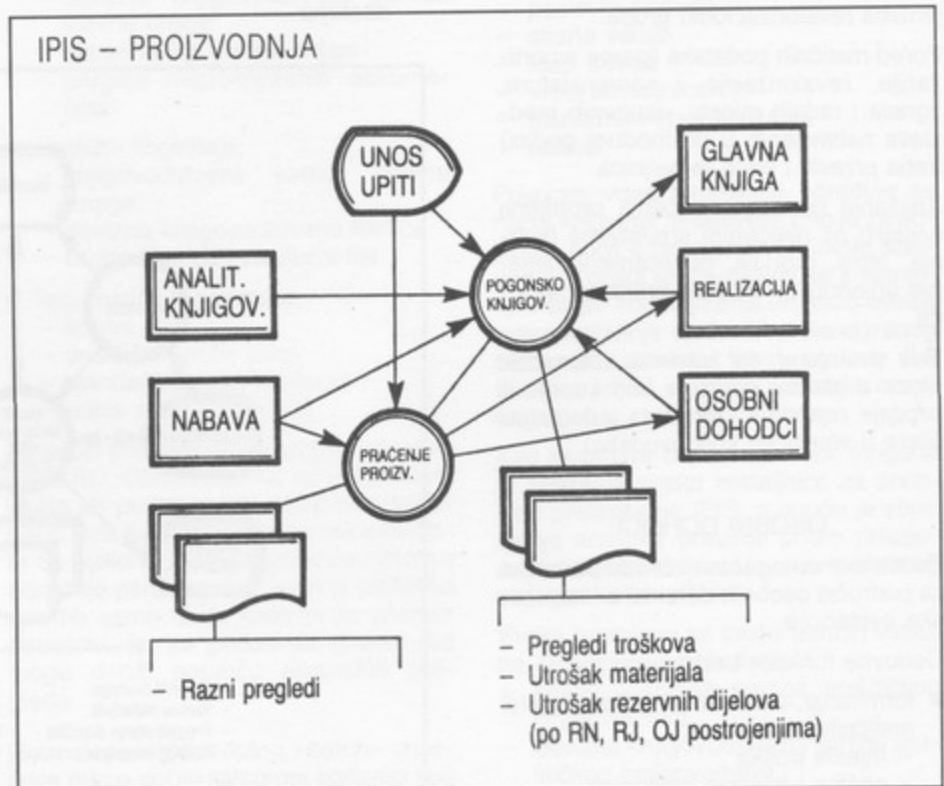 IPIS – PROIZVODNJA
UNOS
UPITI
GLAVNA
KNJIGA
ANALIT.
KNJIGOV.
POGONSKO
KNJIGOV.
REALIZACIJA
NABAVA
PRAĆENJE
PROIZV.
OSOBNI
DOHODCI
– Razni pregledi
– Pregledi troškova
– Utrošak materijala
– Utrošak rezervnih dijelova
(po RN, RJ, OJ postrojenjima)